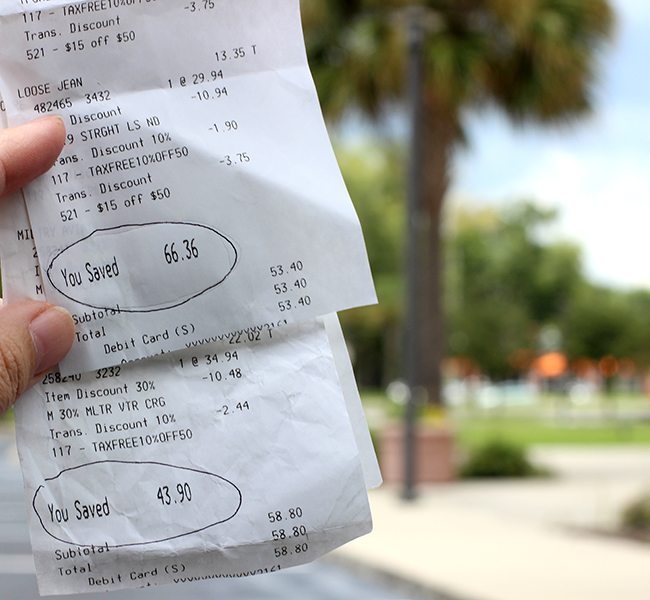 117 - TAXFREE10%OFF50
-3.75
Trans. Discount
521 - $15 off $50
13.35 T
LOOSE JEAN
482465 3432 1 @ 29.94
Discount -10.94
9 STRGHT LS ND
ans. Discount 10% -1.90
117 - TAXFREE10%OFF50
Trans. Discount -3.75
521 - $15 off $50
You Saved 66.36
Subtotal 53.40
Total 53.40
Debit Card (S) 53.40
22.02 T
3232 1 @ 34.94
Item Discount 30% -10.48
M 30% MLTR VTR CRG
Trans. Discount 10% -2.44
117 - TAXFREE10%OFF50
You Saved 43.90
Subtotal 58.80
Total 58.80
Debit Card (S) 58.80